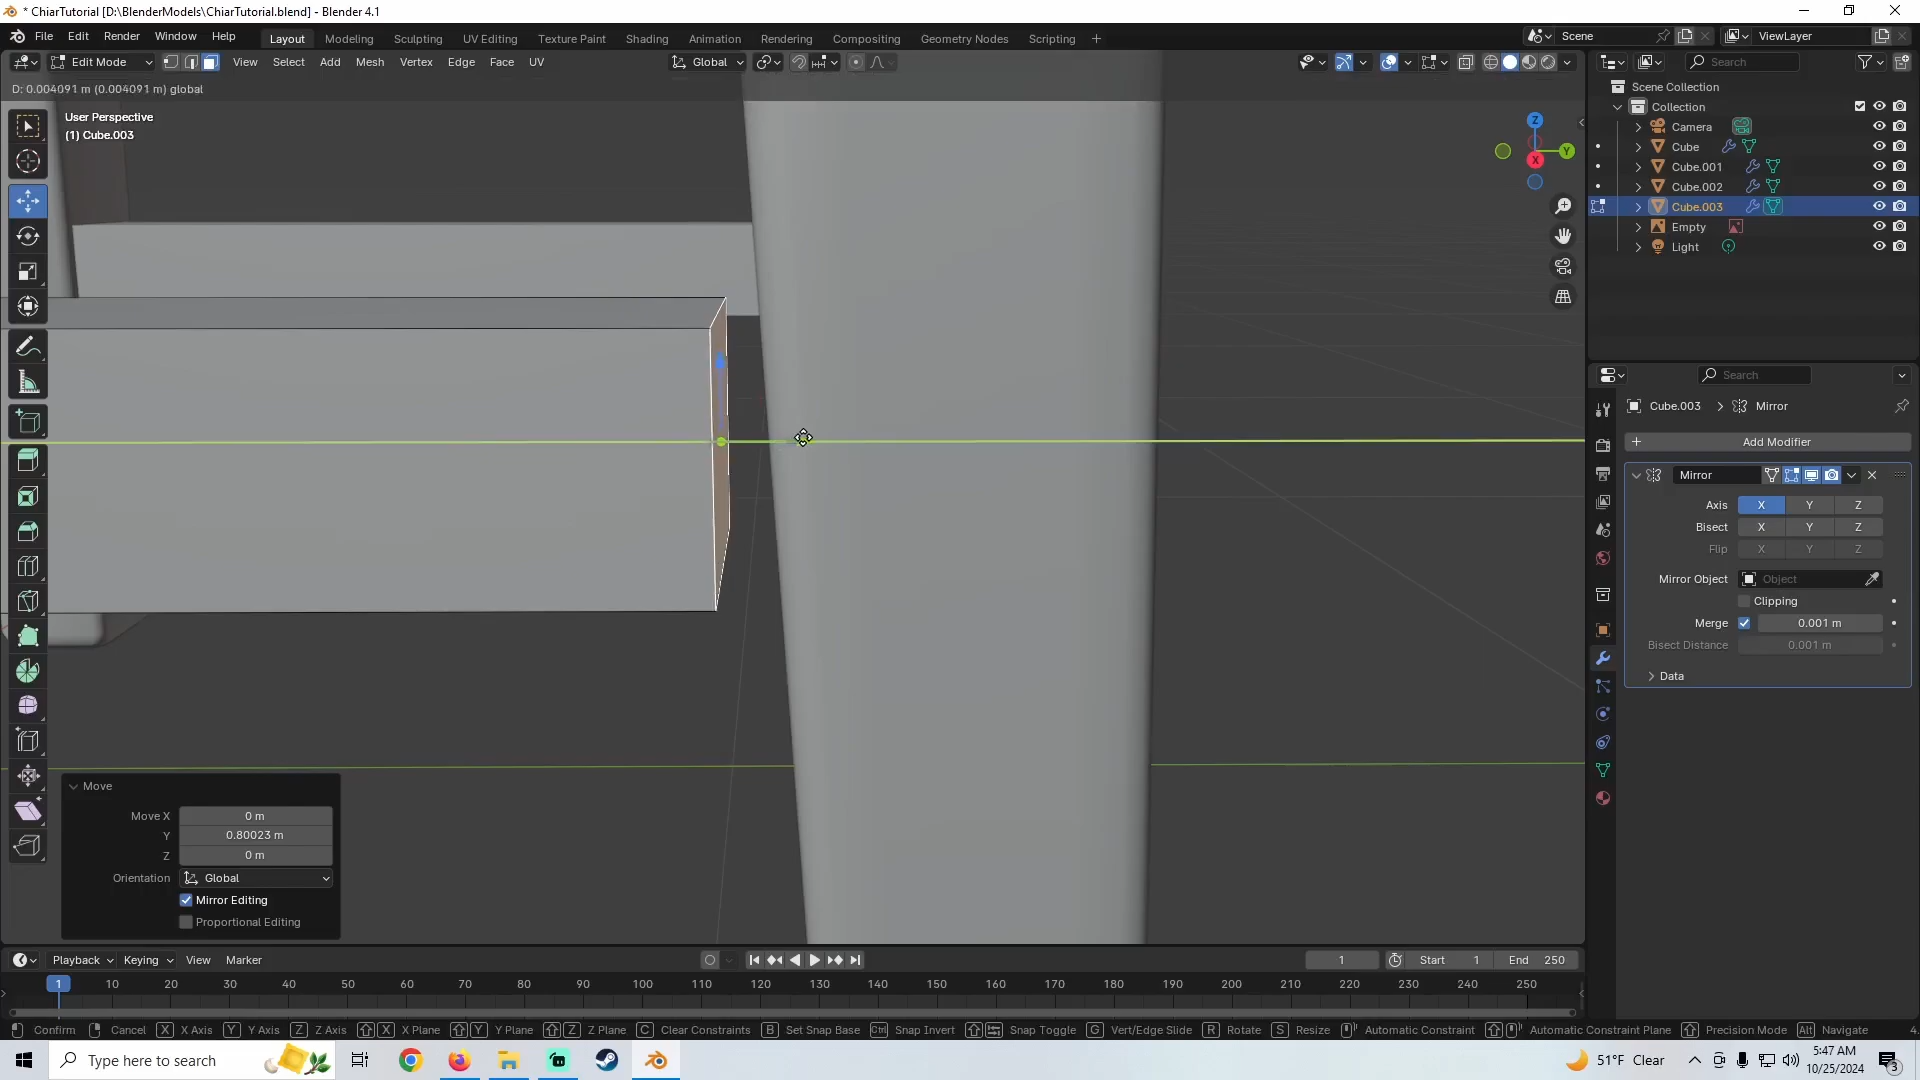 * ChiarTutorial [D:\BlenderModels\ChiarTutorial.blend] - Blender 4.1
File Edit Render Window Help Layout Modeling Sculpting UV Editing Texture Paint Shading Animation Rendering Compositing Geometry Nodes Scripting + Scene ViewLayer
Edit Mode View Select Add Mesh Vertex Edge Face UV Global Search
D: 0.004091 m (0.004091 m) global
User Perspective
(1) Cube.003
Z
Y
X
Scene Collection
Collection
Camera
Cube
Cube.001
Cube.002
Cube.003
Empty
Light
Search
Cube.003 > Mirror
+ Add Modifier
Mirror
Axis X Y Z
Bisect X Y Z
Flip X Y Z
Mirror Object Object
Clipping
Merge 0.001 m
Bisect Distance 0.001 m
Data
Move
Move X 0 m
Y 0.80023 m
Z 0 m
Orientation Global
Mirror Editing
Proportional Editing
Playback Keying View Marker 1 Start 1 End 250
1 10 20 30 40 50 60 70 80 90 100 110 120 130 140 150 160 170 180 190 200 210 220 230 240 250
Confirm Cancel X X Axis Y Y Axis Z Z Axis X X Plane Y Y Plane Z Z Plane C Clear Constraints B Set Snap Base Ctrl Snap Invert Snap Toggle G Vert/Edge Slide R Rotate S Resize Automatic Constraint Automatic Constraint Plane Precision Mode Alt Navigate 4.
Type here to search 51°F Clear 5:47 AM
10/25/2024 3